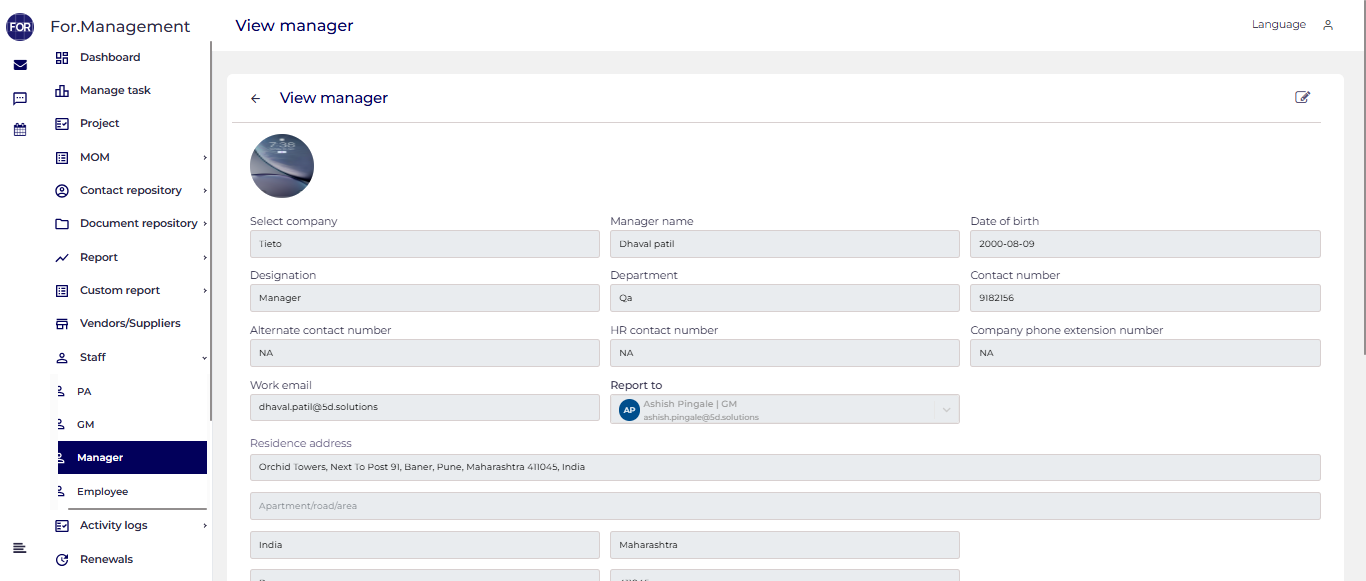 FOR
For.Management
View manager
Language
Dashboard
Manage task
Project
MOM
Contact repository
Document repository
Report
Custom report
Vendors/Suppliers
Staff
PA
GM
Manager
Employee
Activity logs
Renewals
View manager
7:38
Select company
Manager name
Date of birth
Tieto
Dhaval patil
2000-08-09
Designation
Department
Contact number
Manager
Qa
9182156
Alternate contact number
HR contact number
Company phone extension number
NA
NA
NA
Work email
Report to
dhaval.patil@5d.solutions
AP
Ashish Pingale | GM
ashish.pingale@5d.solutions
Residence address
Orchid Towers, Next To Post 91, Baner, Pune, Maharashtra 411045, India
Apartment/road/area
India
Maharashtra